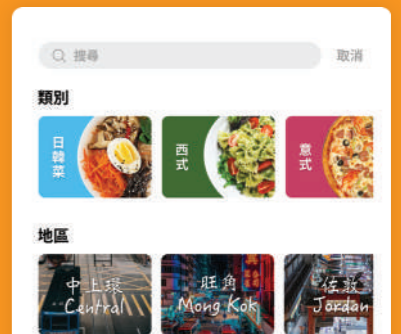 搜尋 取消
類別
日韓菜 西式 意式
地區
中上環 旺角 佐敦
Central Mong Kok Jordan